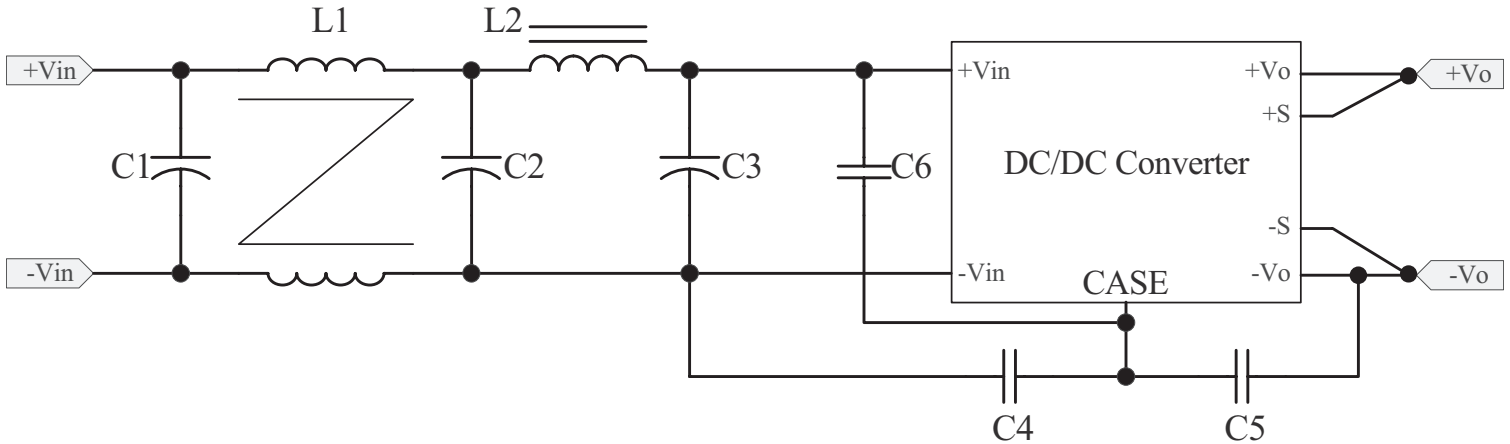 L1
L2
+Vin
+Vin
+Vo
+Vo
+S
C1
C2
C3
C6
DC/DC Converter
-S
-Vin
-Vin
-Vo
-Vo
CASE
C4
C5